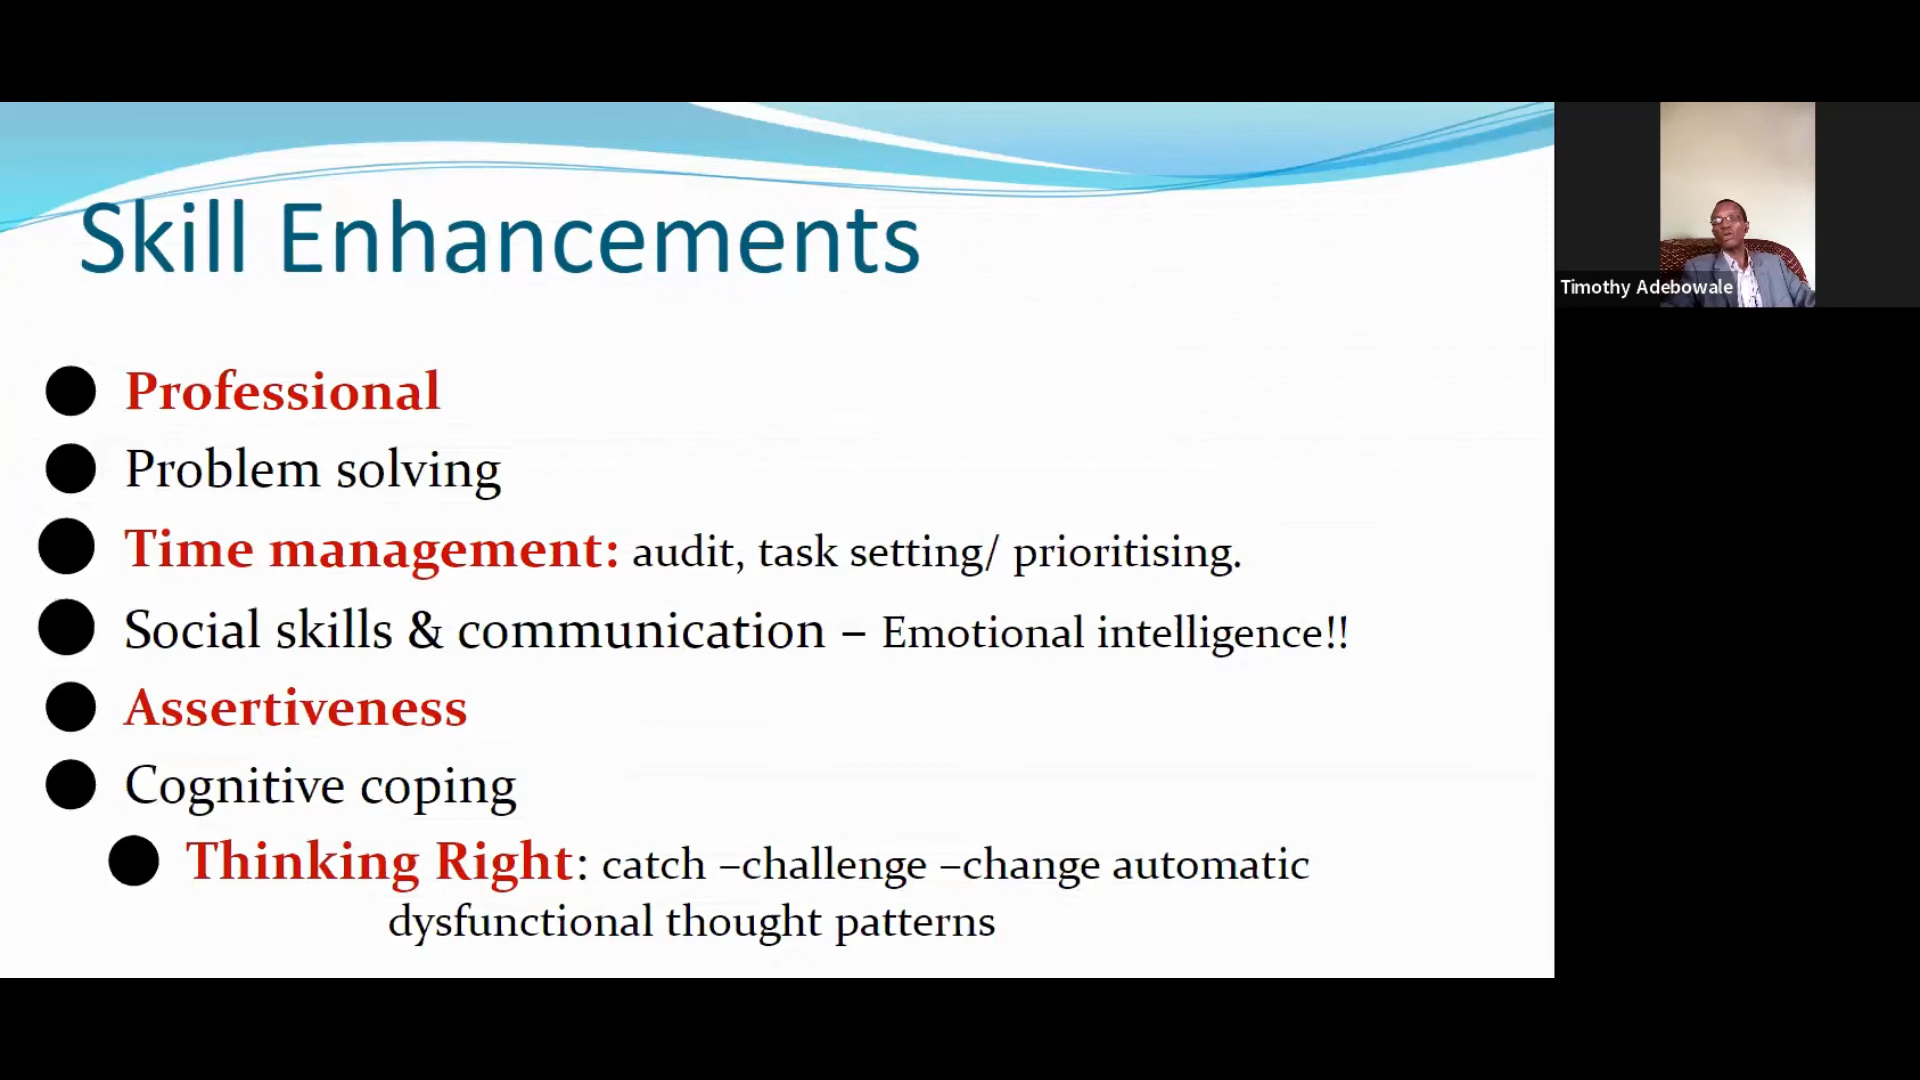 Skill Enhancements
Timothy Adebowale
Professional
Problem solving
Time management: audit, task setting/ prioritising.
Social skills & communication – Emotional intelligence!!
Assertiveness
Cognitive coping
Thinking Right: catch –challenge –change automatic
dysfunctional thought patterns